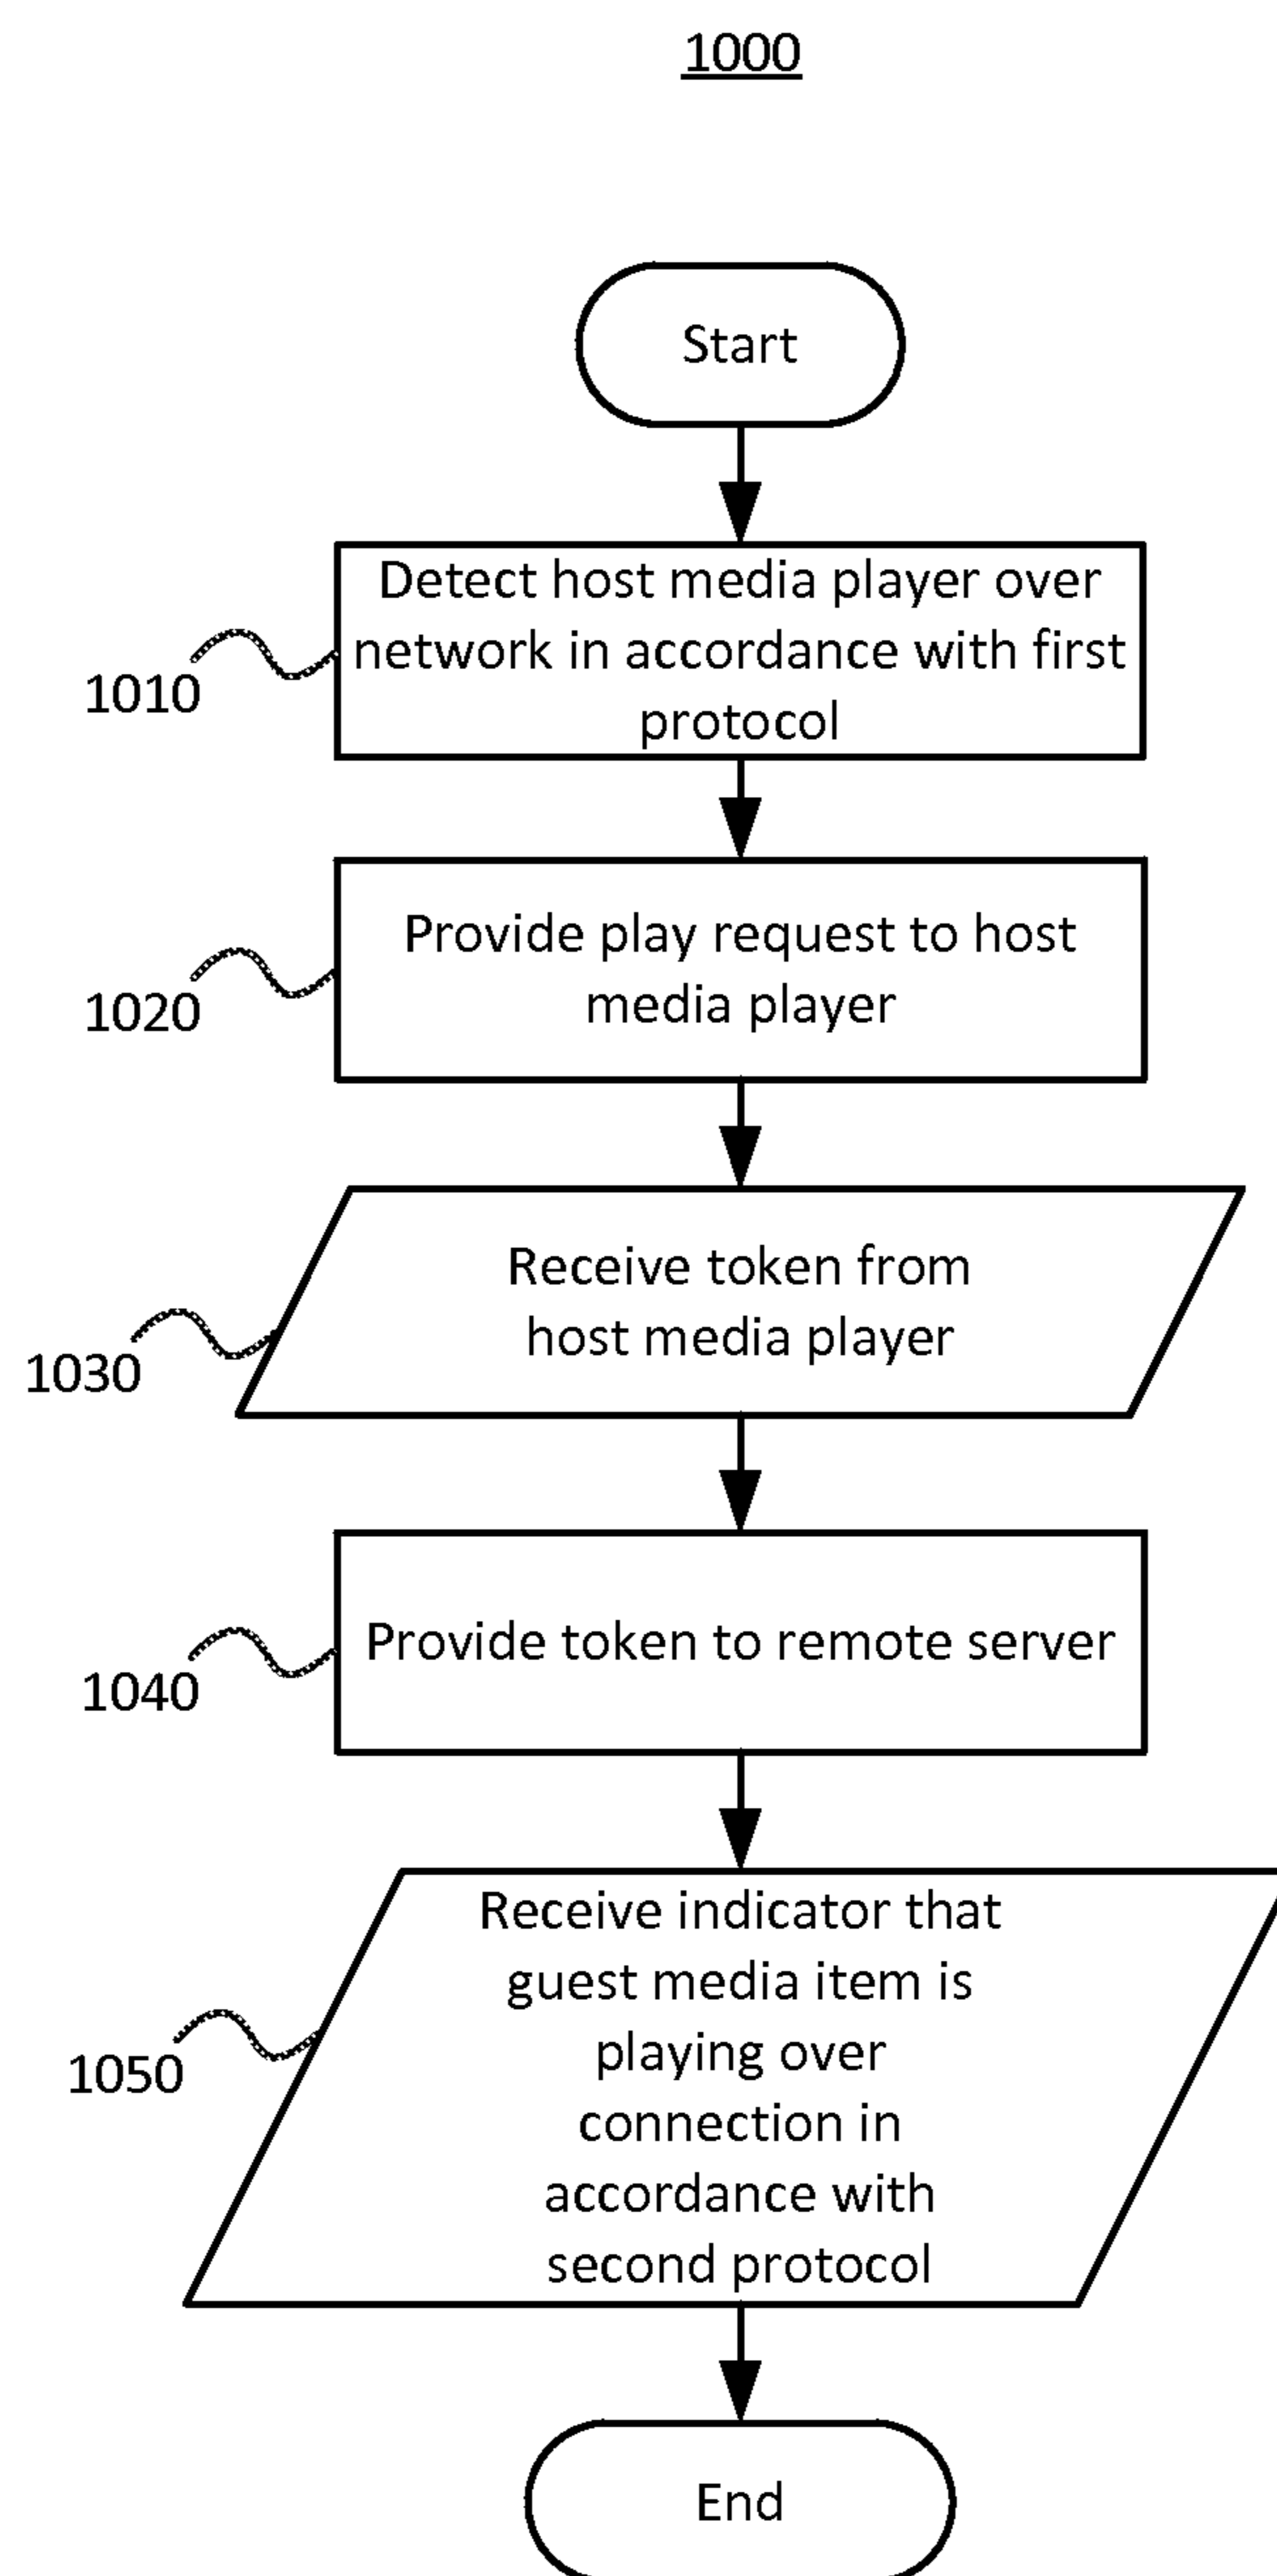 1000
Start
Detect host media player over
network in accordance with first
protocol
1010
Provide play request to host
media player
1020
Receive token from
host media player
1030
Provide token to remote server
1040
Receive indicator that
guest media item is
playing over
connection in
accordance with
second protocol
1050
End